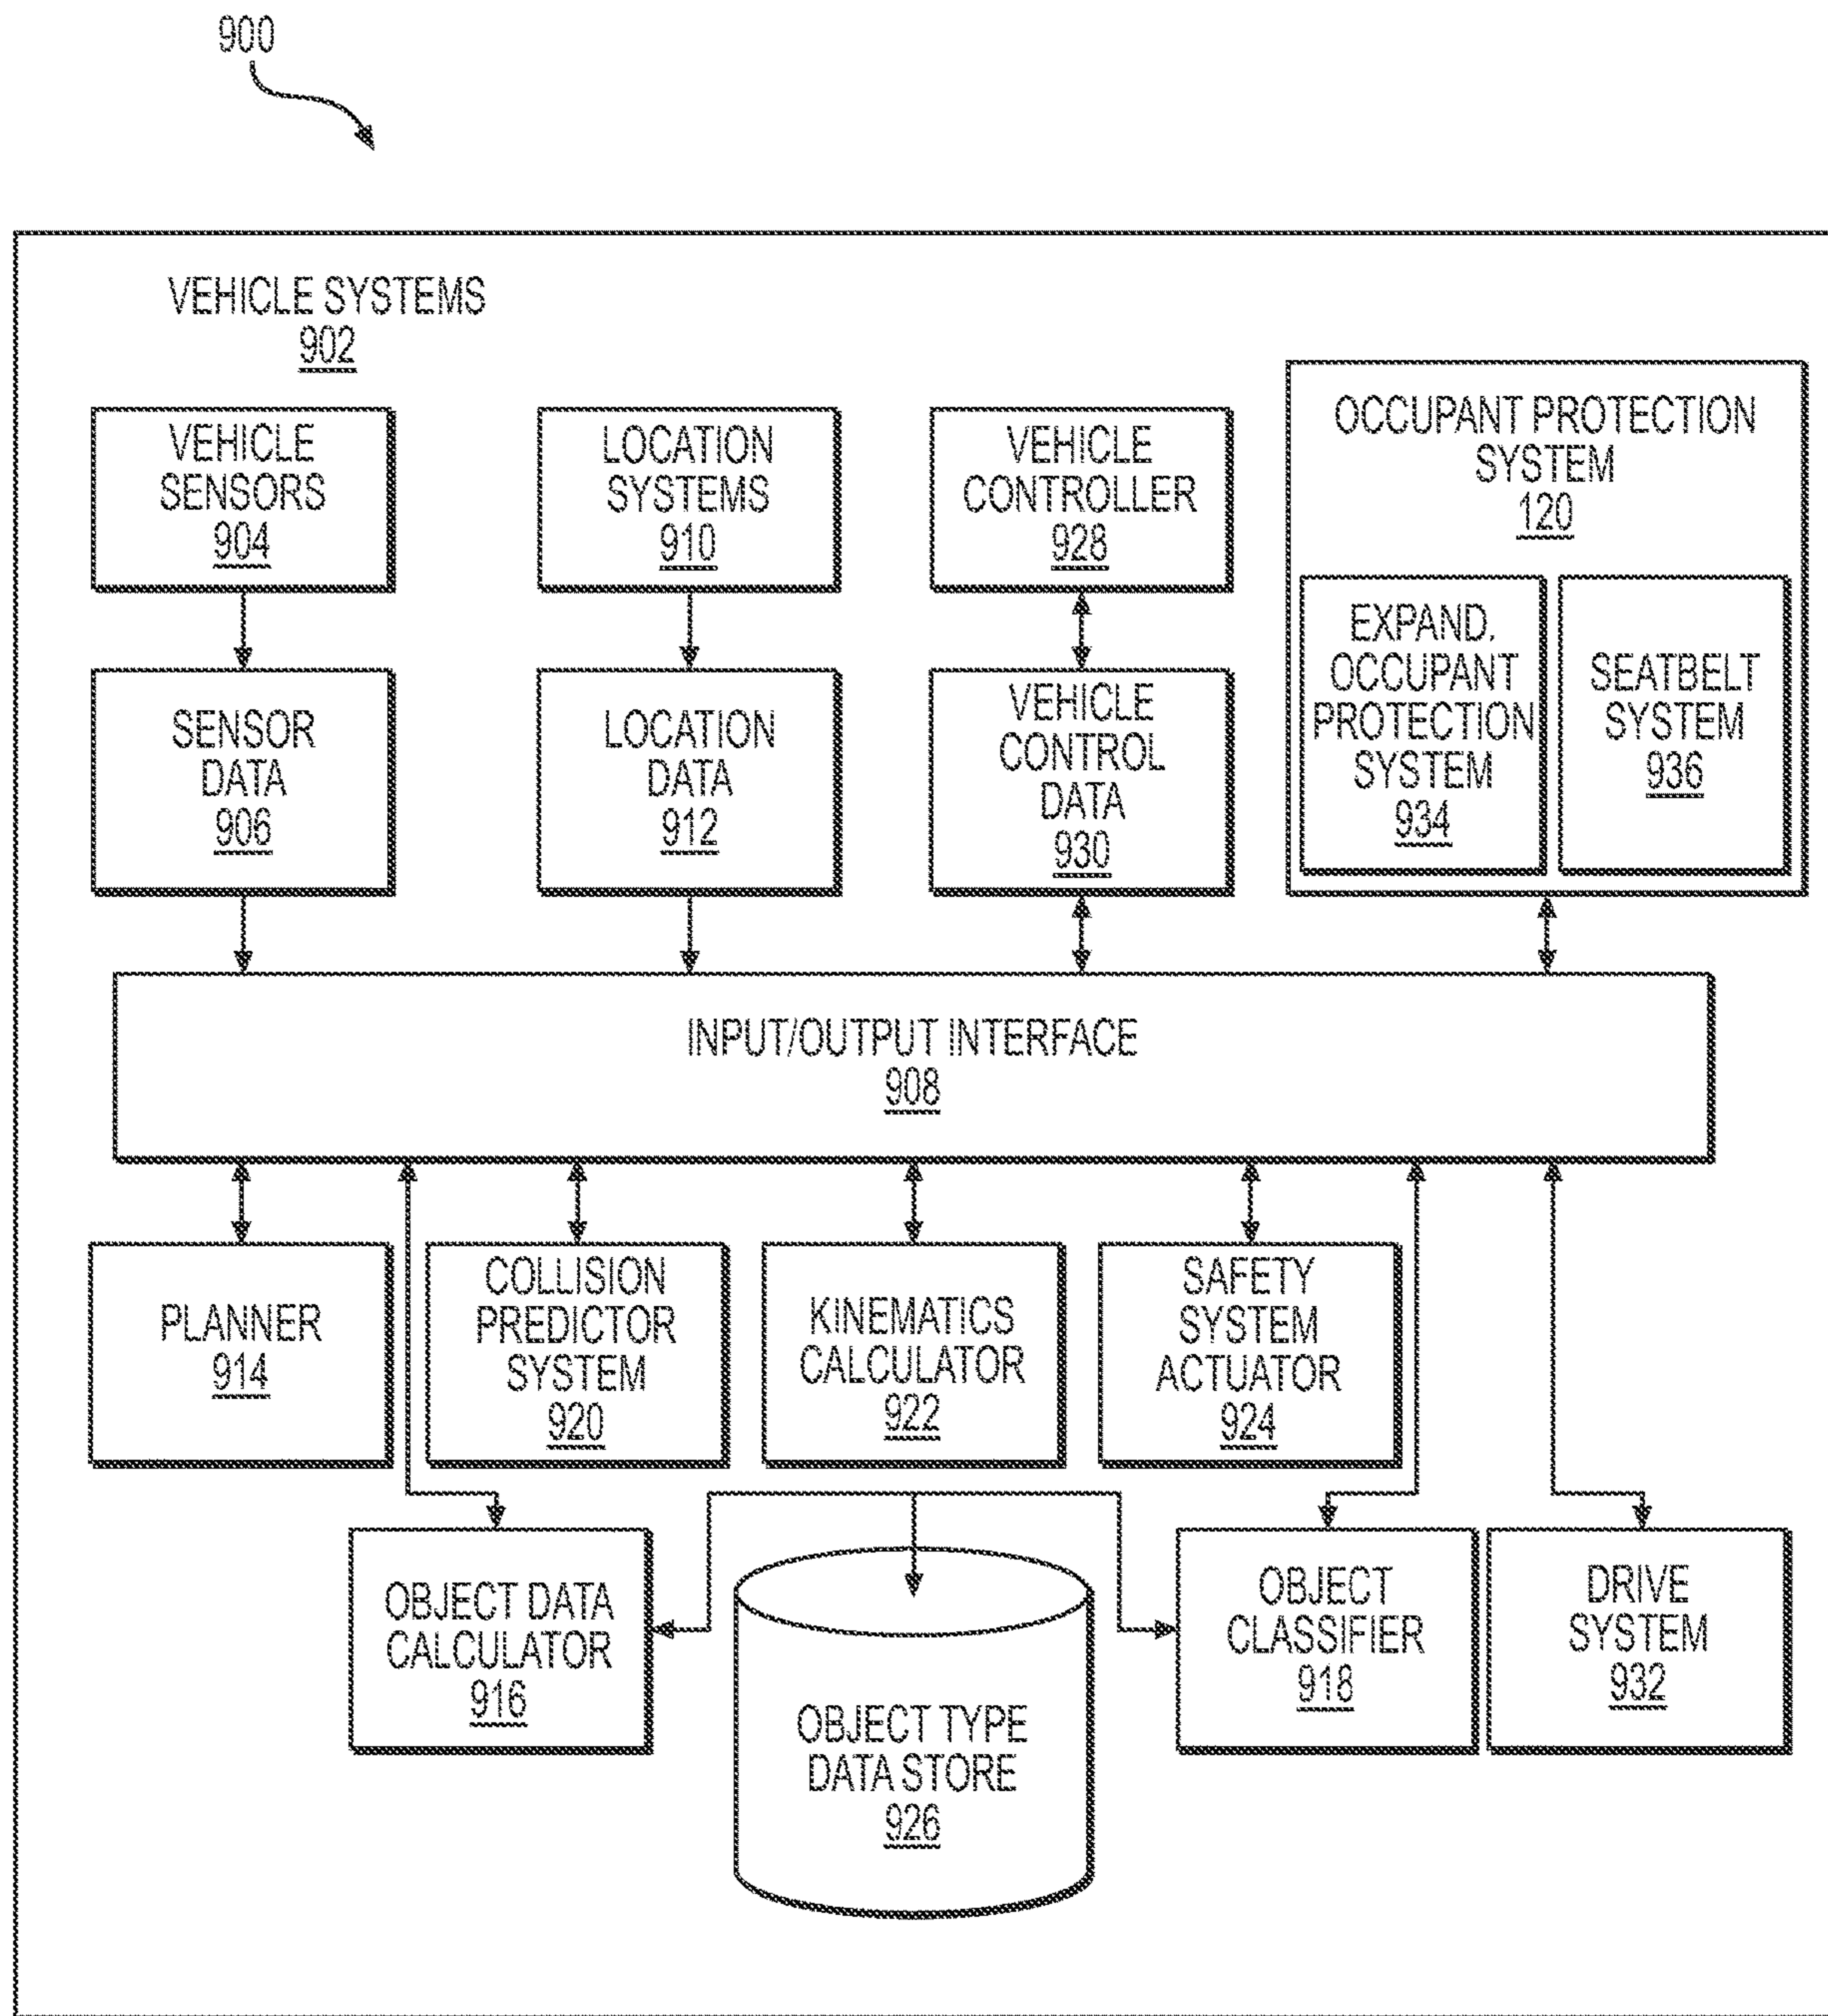 900
VEHICLE SYSTEMS
902
VEHICLE
SENSORS
904
LOCATION
SYSTEMS
910
VEHICLE
CONTROLLER
928
OCCUPANT PROTECTION
SYSTEM
120
EXPAND.
OCCUPANT
PROTECTION
SYSTEM
934
SEATBELT
SYSTEM
936
SENSOR
DATA
906
LOCATION
DATA
912
VEHICLE
CONTROL
DATA
930
INPUT/OUTPUT INTERFACE
908
PLANNER
914
COLLISION
PREDICTOR
SYSTEM
920
KINEMATICS
CALCULATOR
922
SAFETY
SYSTEM
ACTUATOR
924
OBJECT DATA
CALCULATOR
916
OBJECT TYPE
DATA STORE
926
OBJECT
CLASSIFIER
918
DRIVE
SYSTEM
932